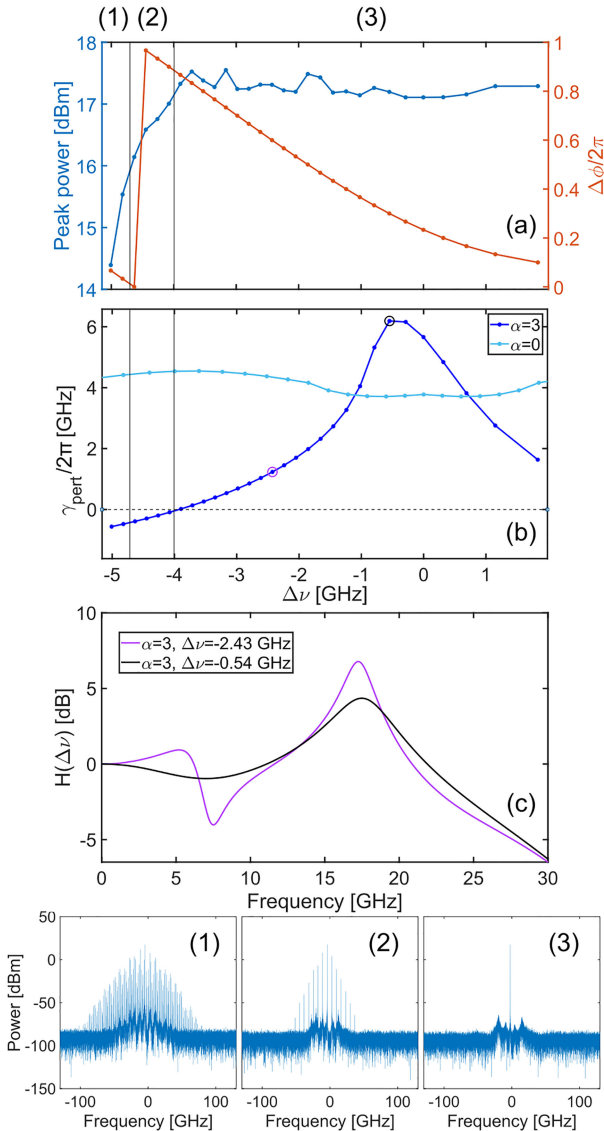 (1) (2) (3)
18
17
16
15
14
Peak power [dBm]
1
0.8
0.6
0.4
0.2
0
Δϕ/2π
(a)
6
4
2
0
γpert/2π [GHz]
α=3
α=0
(b)
-5 -4 -3 -2 -1 0 1
Δν [GHz]
10
5
0
-5
H(Δν) [dB]
α=3, Δν=-2.43 GHz
α=3, Δν=-0.54 GHz
(c)
0 5 10 15 20 25 30
Frequency [GHz]
50
0
-50
-100
-150
Power [dBm]
(1) (2) (3)
-100 0 100 -100 0 100 -100 0 100
Frequency [GHz] Frequency [GHz] Frequency [GHz]